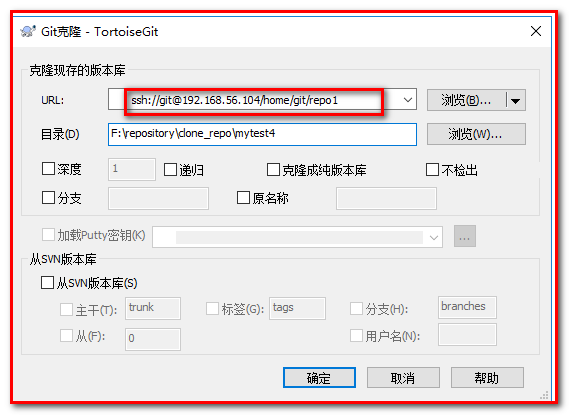 Git克隆 - TortoiseGit
克隆现存的版本库
URL: ssh://git@192.168.56.104/home/git/repo1 浏览(B)...
目录(D) F:\repository\clone_repo\mytest4 浏览(W)...
深度 1 递归 克隆成纯版本库 不检出
分支 原名称
加载Putty密钥(K) ...
从SVN版本库
从SVN版本库(S)
主干(T): trunk 标签(G): tags 分支(H): branches
从(F): 0 用户名(N):
确定 取消 帮助